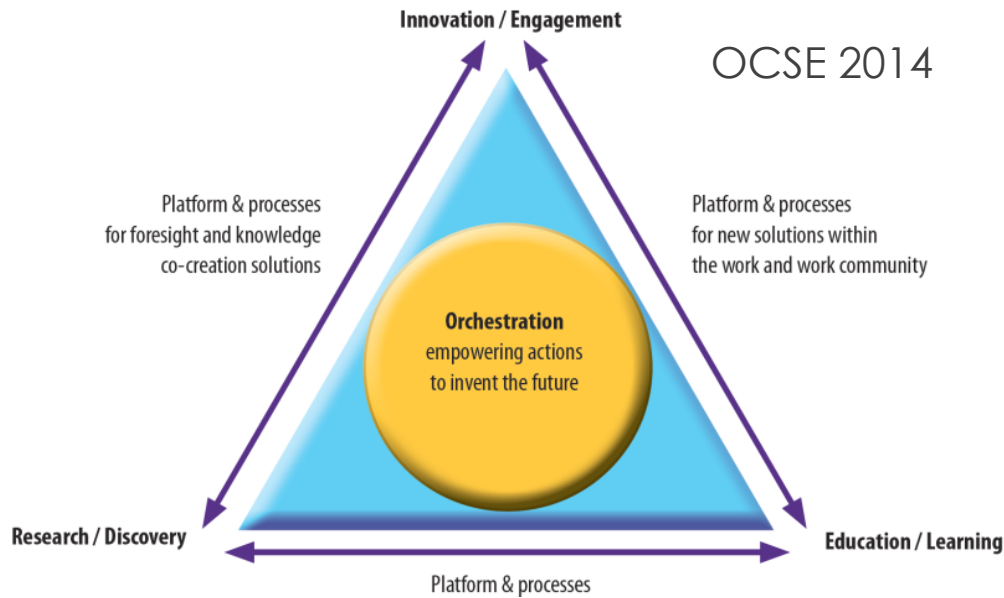 Innovation / Engagement
OCSE 2014
Platform & processes
for foresight and knowledge
co-creation solutions
Platform & processes
for new solutions within
the work and work community
Orchestration
empowering actions
to invent the future
Research / Discovery
Education / Learning
Platform & processes